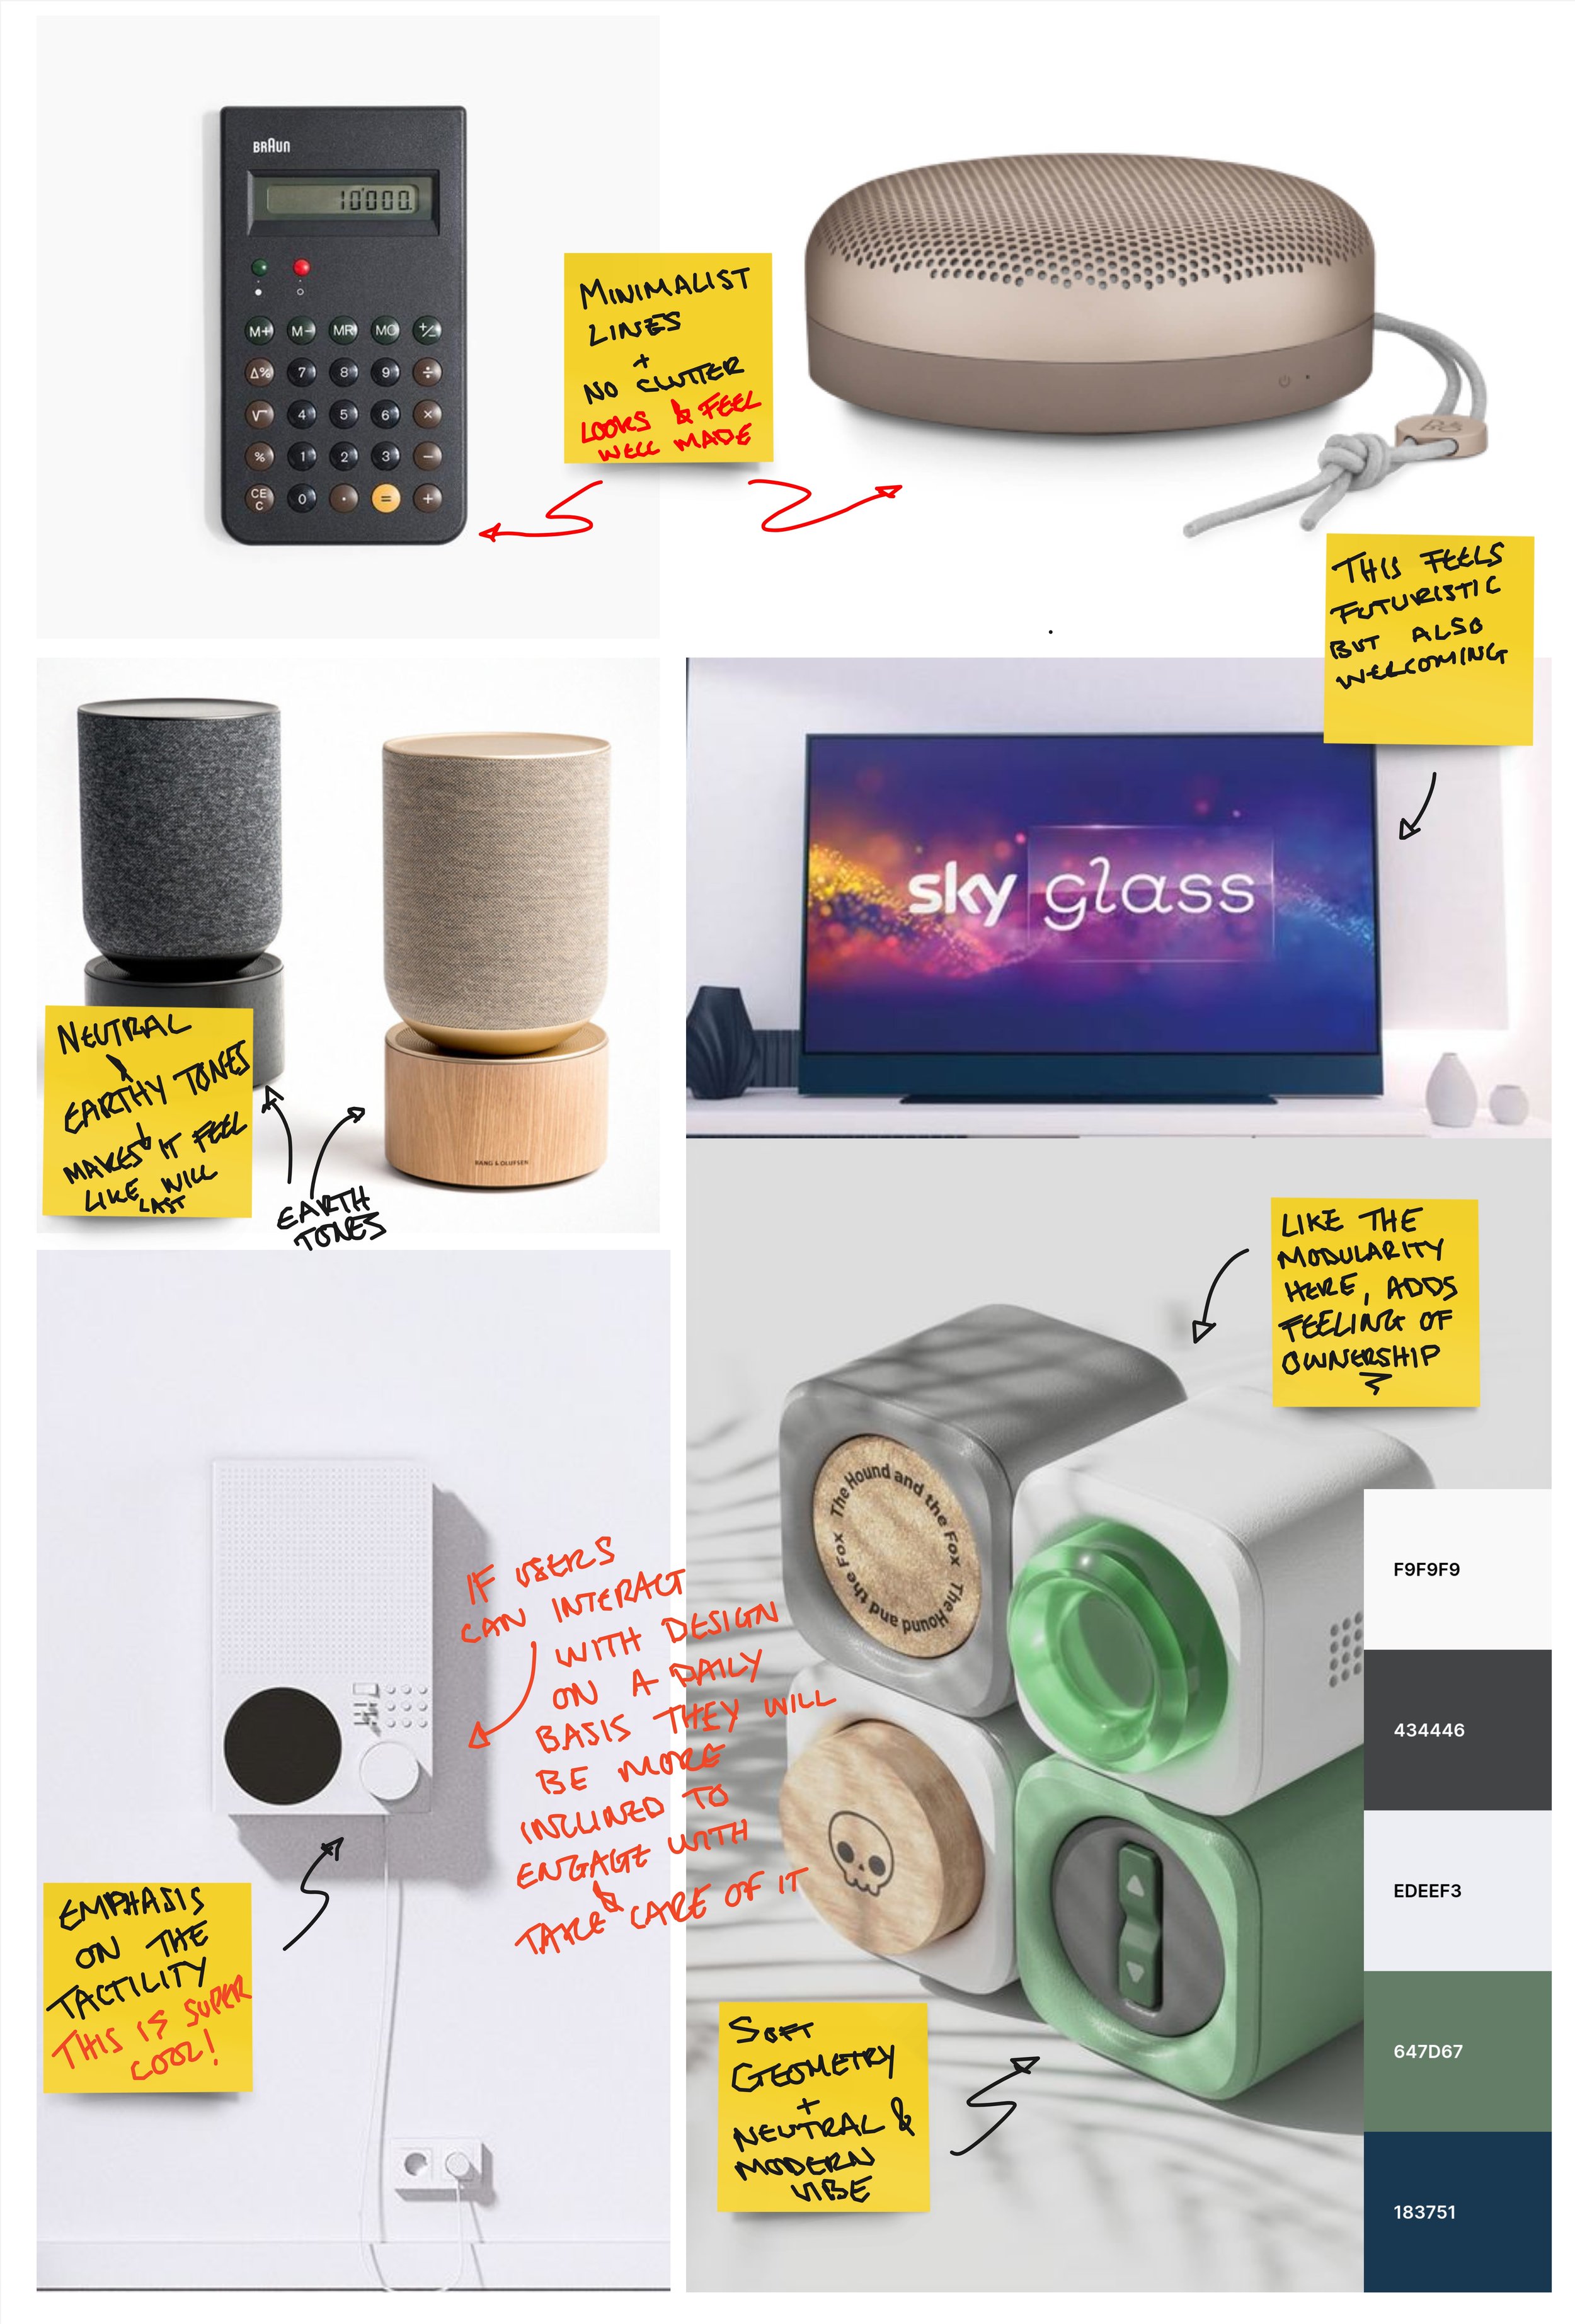 BRAUN
10'000.
M+ M- MR MC +/-
Δ% 7 8 9 ÷
√ 4 5 6 ×
% 1 2 3 −
CE C 0 · = +
MINIMALIST
LINES
+
NO CLUTTER
LOOKS & FEEL
WELL MADE
B&O
THIS FEELS
FUTURISTIC
BUT ALSO
WELCOMING
sky glass
NEUTRAL
&
EARTHY TONES
MAKES IT FEEL
LIKE WILL
LAST
BANG & OLUFSEN
EARTH
TONES
LIKE THE
MODULARITY
HERE, ADDS
FEELING OF
OWNERSHIP
The Hound and the Fox The Hound and the Fox
IF USERS
CAN INTERACT
WITH DESIGN
ON A DAILY
BASIS THEY WILL
BE MORE
INCLINED TO
ENGAGE WITH
&
TAKE CARE OF IT
EMPHASIS
ON THE
TACTILITY
THIS IS SUPER
COOL!
SOFT
GEOMETRY
+
NEUTRAL &
MODERN
VIBE
F9F9F9
434446
EDEEF3
647D67
183751